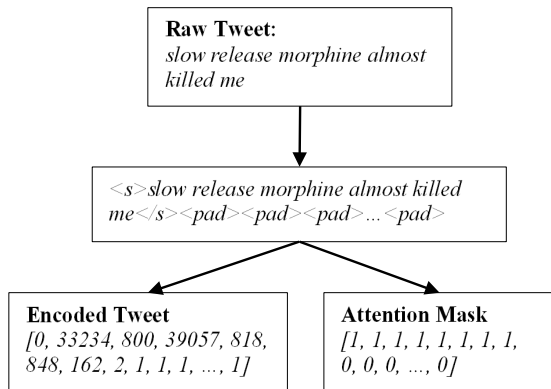 Raw Tweet:
slow release morphine almost
killed me
<s>slow release morphine almost killed
me</s><pad><pad><pad>...<pad>
Encoded Tweet
[0, 33234, 800, 39057, 818,
848, 162, 2, 1, 1, 1, ..., 1]
Attention Mask
[1, 1, 1, 1, 1, 1, 1, 1,
0, 0, 0, ..., 0]